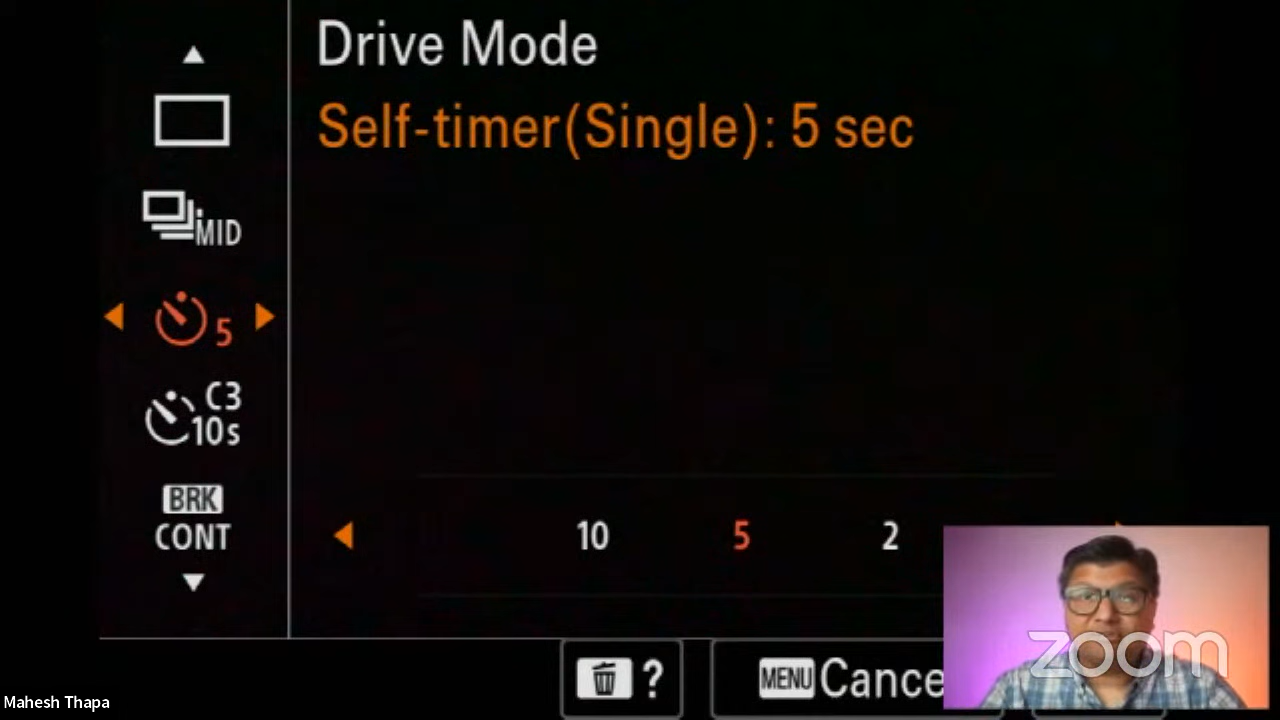 Drive Mode
Self-timer(Single): 5 sec
MID
5
C3
10s
BRK
CONT
10 5 2
? MENU Cance
zoom
Mahesh Thapa